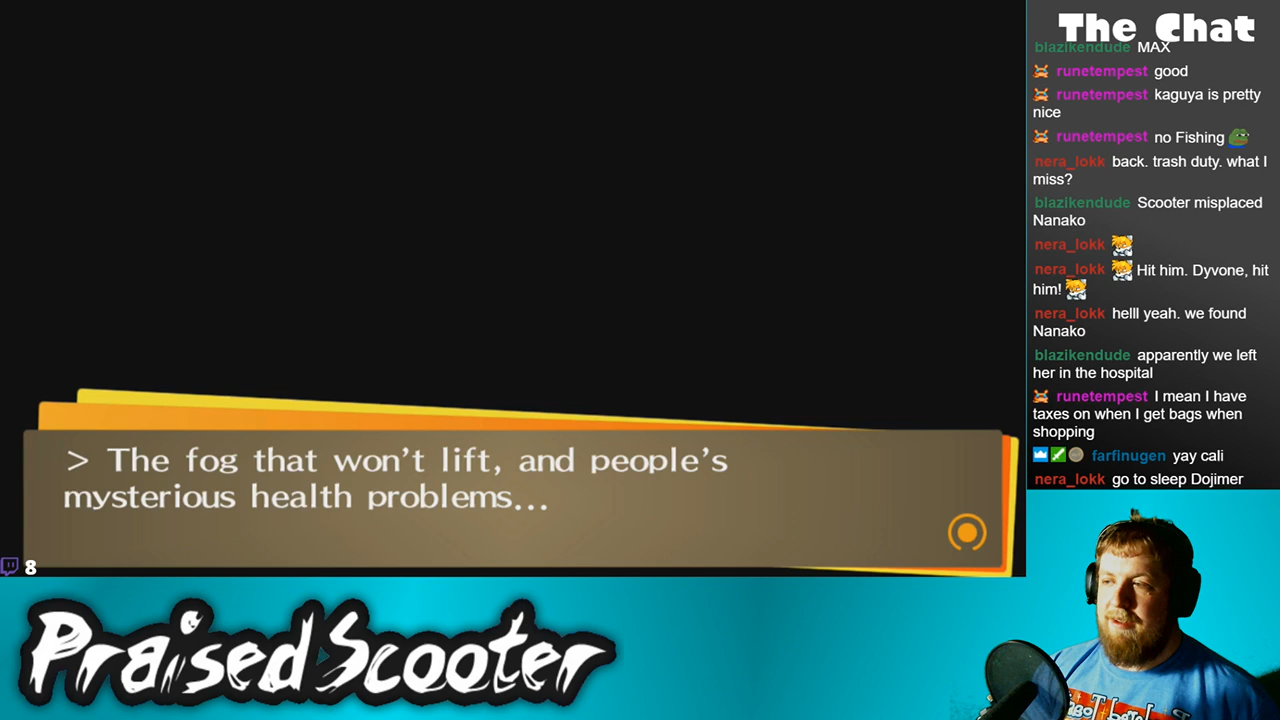 The Chat
blazikendude MAX
runetempest good
runetempest kaguya is pretty
nice
runetempest no Fishing
nera_lokk back. trash duty. what I
miss?
blazikendude Scooter misplaced
Nanako
nera_lokk
nera_lokk Hit him. Dyvone, hit
him!
nera_lokk helll yeah. we found
Nanako
blazikendude apparently we left
her in the hospital
runetempest I mean I have
taxes on when I get bags when
shopping
farfinugen yay cali
nera_lokk go to sleep Dojimer
> The fog that won't lift, and people's
mysterious health problems...
8
PraisedScooter